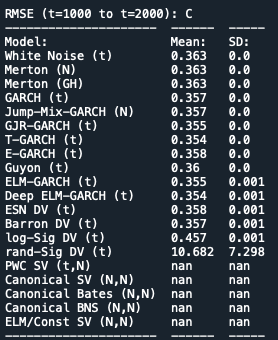 RMSE (t=1000 to t=2000): C
Model: Mean: SD:
White Noise (t) 0.363 0.0
Merton (N) 0.363 0.0
Merton (GH) 0.363 0.0
GARCH (t) 0.357 0.0
Jump-Mix-GARCH (N) 0.357 0.0
GJR-GARCH (t) 0.355 0.0
T-GARCH (t) 0.354 0.0
E-GARCH (t) 0.358 0.0
Guyon (t) 0.36 0.0
ELM-GARCH (t) 0.355 0.001
Deep ELM-GARCH (t) 0.354 0.001
ESN DV (t) 0.358 0.001
Barron DV (t) 0.357 0.001
log-Sig DV (t) 0.457 0.001
rand-Sig DV (t) 10.682 7.298
PWC SV (t,N) nan nan
Canonical SV (N,N) nan nan
Canonical Bates (N,N) nan nan
Canonical BNS (N,N) nan nan
ELM/Const SV (N,N) nan nan